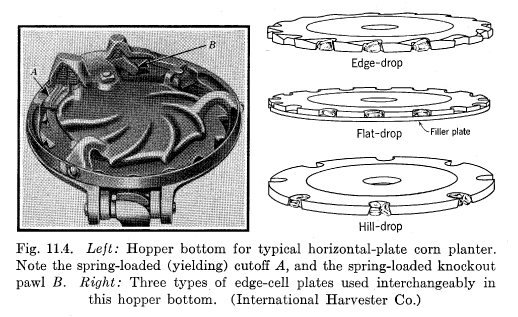 A
B
Edge-drop
Flat-drop
Filler plate
Hill-drop
Fig. 11.4. Left: Hopper bottom for typical horizontal-plate corn planter.
Note the spring-loaded (yielding) cutoff A, and the spring-loaded knockout
pawl B. Right: Three types of edge-cell plates used interchangeably in
this hopper bottom. (International Harvester Co.)